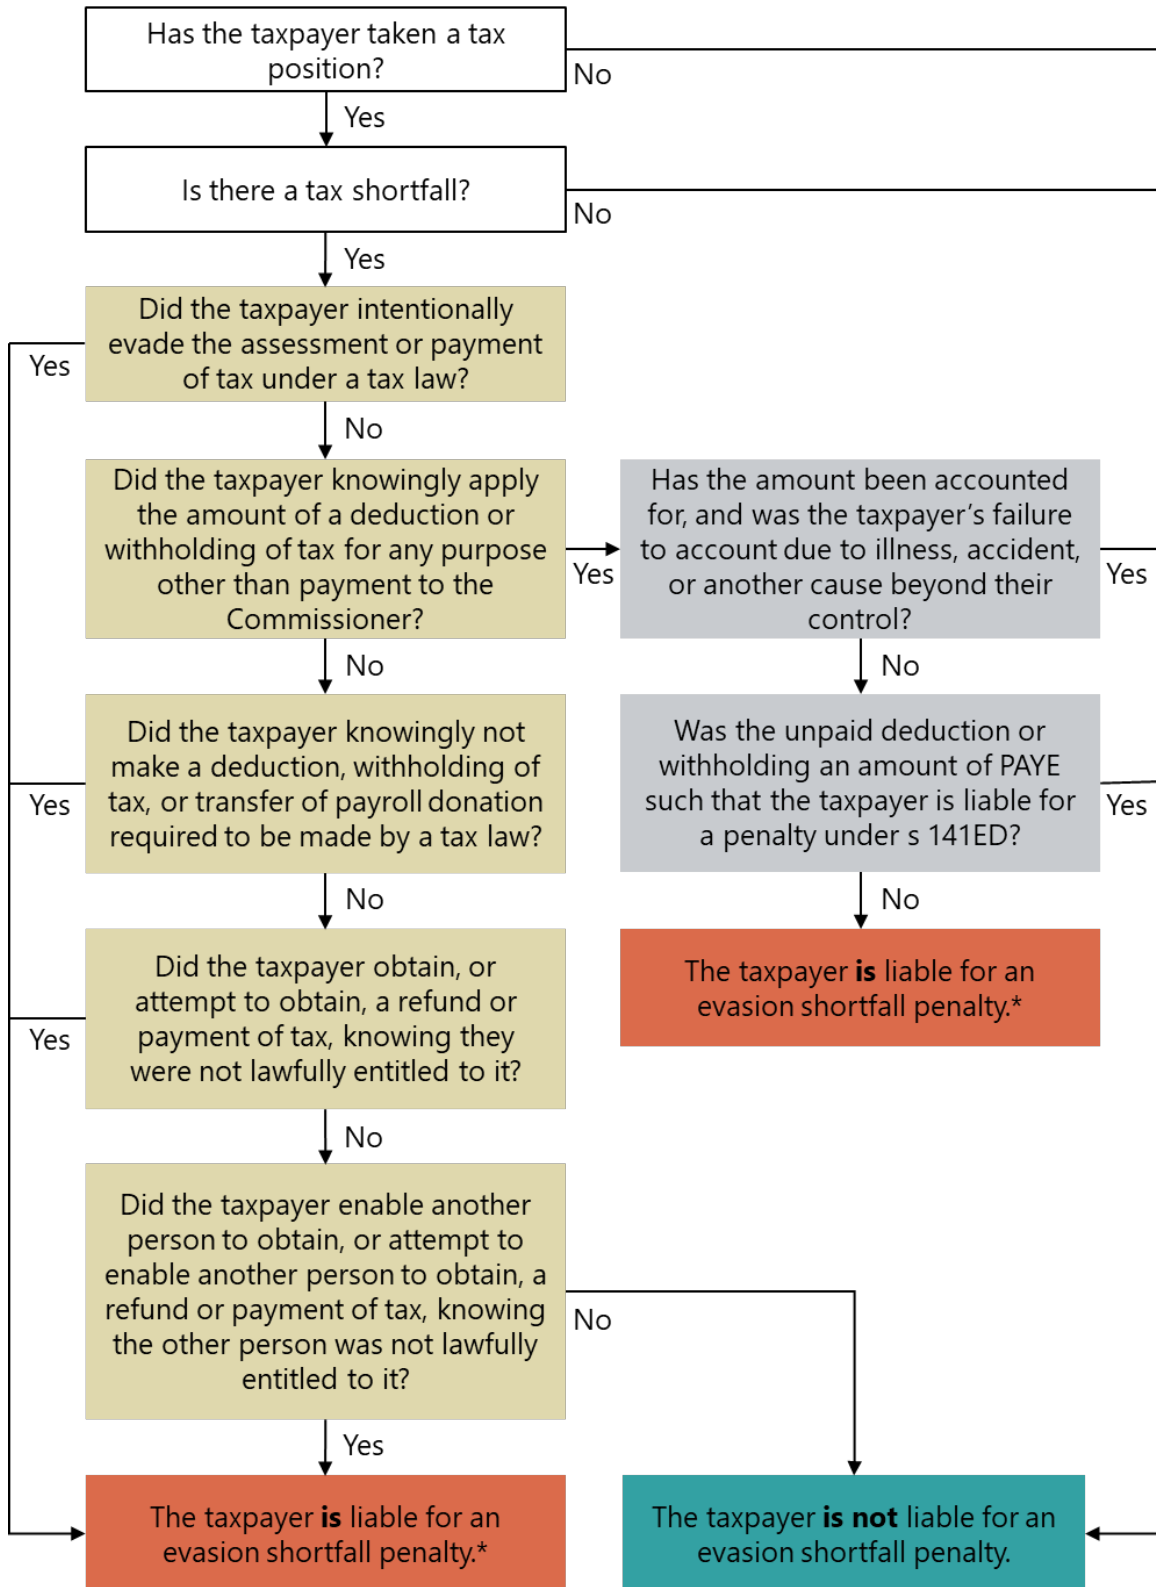 Has the taxpayer taken a tax
position?
No
Yes
Is there a tax shortfall?
No
Yes
Did the taxpayer intentionally
evade the assessment or payment
of tax under a tax law?
Yes
No
Did the taxpayer knowingly apply
the amount of a deduction or
withholding of tax for any purpose
other than payment to the
Commissioner?
Yes
Has the amount been accounted
for, and was the taxpayer's failure
to account due to illness, accident,
or another cause beyond their
control?
Yes
No
No
Did the taxpayer knowingly not
make a deduction, withholding of
tax, or transfer of payroll donation
required to be made by a tax law?
Yes
Was the unpaid deduction or
withholding an amount of PAYE
such that the taxpayer is liable for
a penalty under s 141ED?
Yes
No
No
Did the taxpayer obtain, or
attempt to obtain, a refund or
payment of tax, knowing they
were not lawfully entitled to it?
Yes
The taxpayer is liable for an
evasion shortfall penalty.*
No
Did the taxpayer enable another
person to obtain, or attempt to
enable another person to obtain, a
refund or payment of tax, knowing
the other person was not lawfully
entitled to it?
No
Yes
The taxpayer is liable for an
evasion shortfall penalty.*
The taxpayer is not liable for an
evasion shortfall penalty.